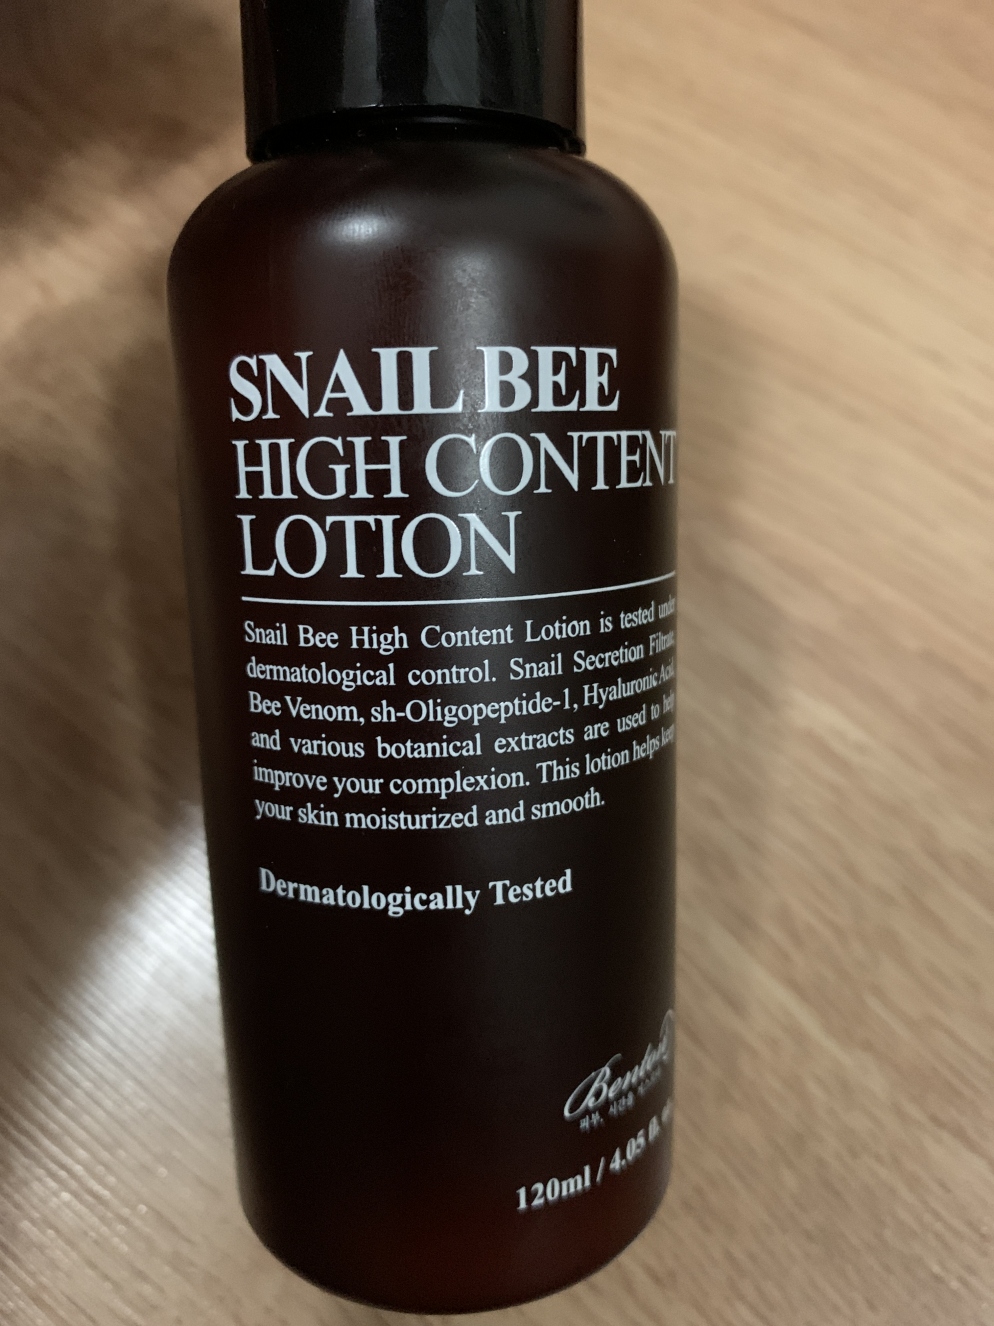 SNAIL BEE
HIGH CONTENT
LOTION
Snail Bee High Content Lotion is tested under
dermatological control. Snail Secretion Filtrate,
Bee Venom, sh-Oligopeptide-1, Hyaluronic Acid,
and various botanical extracts are used to help
improve your complexion. This lotion helps keep
your skin moisturized and smooth.
Dermatologically Tested
Benton
120ml / 4.05 fl.